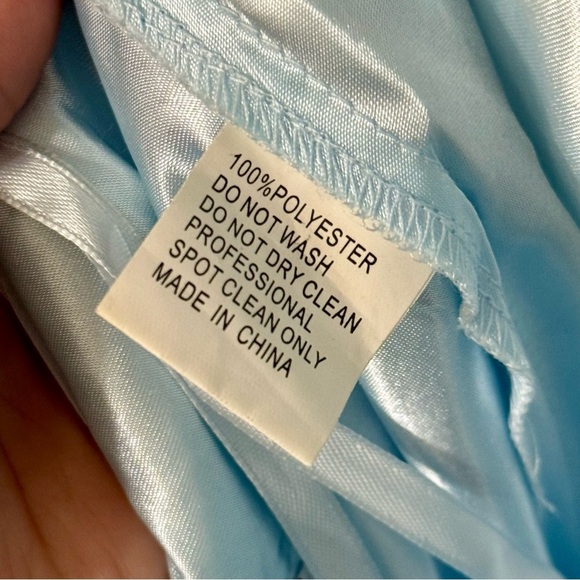 100%POLYESTER
DO NOT WASH
DO NOT DRY CLEAN
PROFESSIONAL
SPOT CLEAN ONLY
MADE IN CHINA